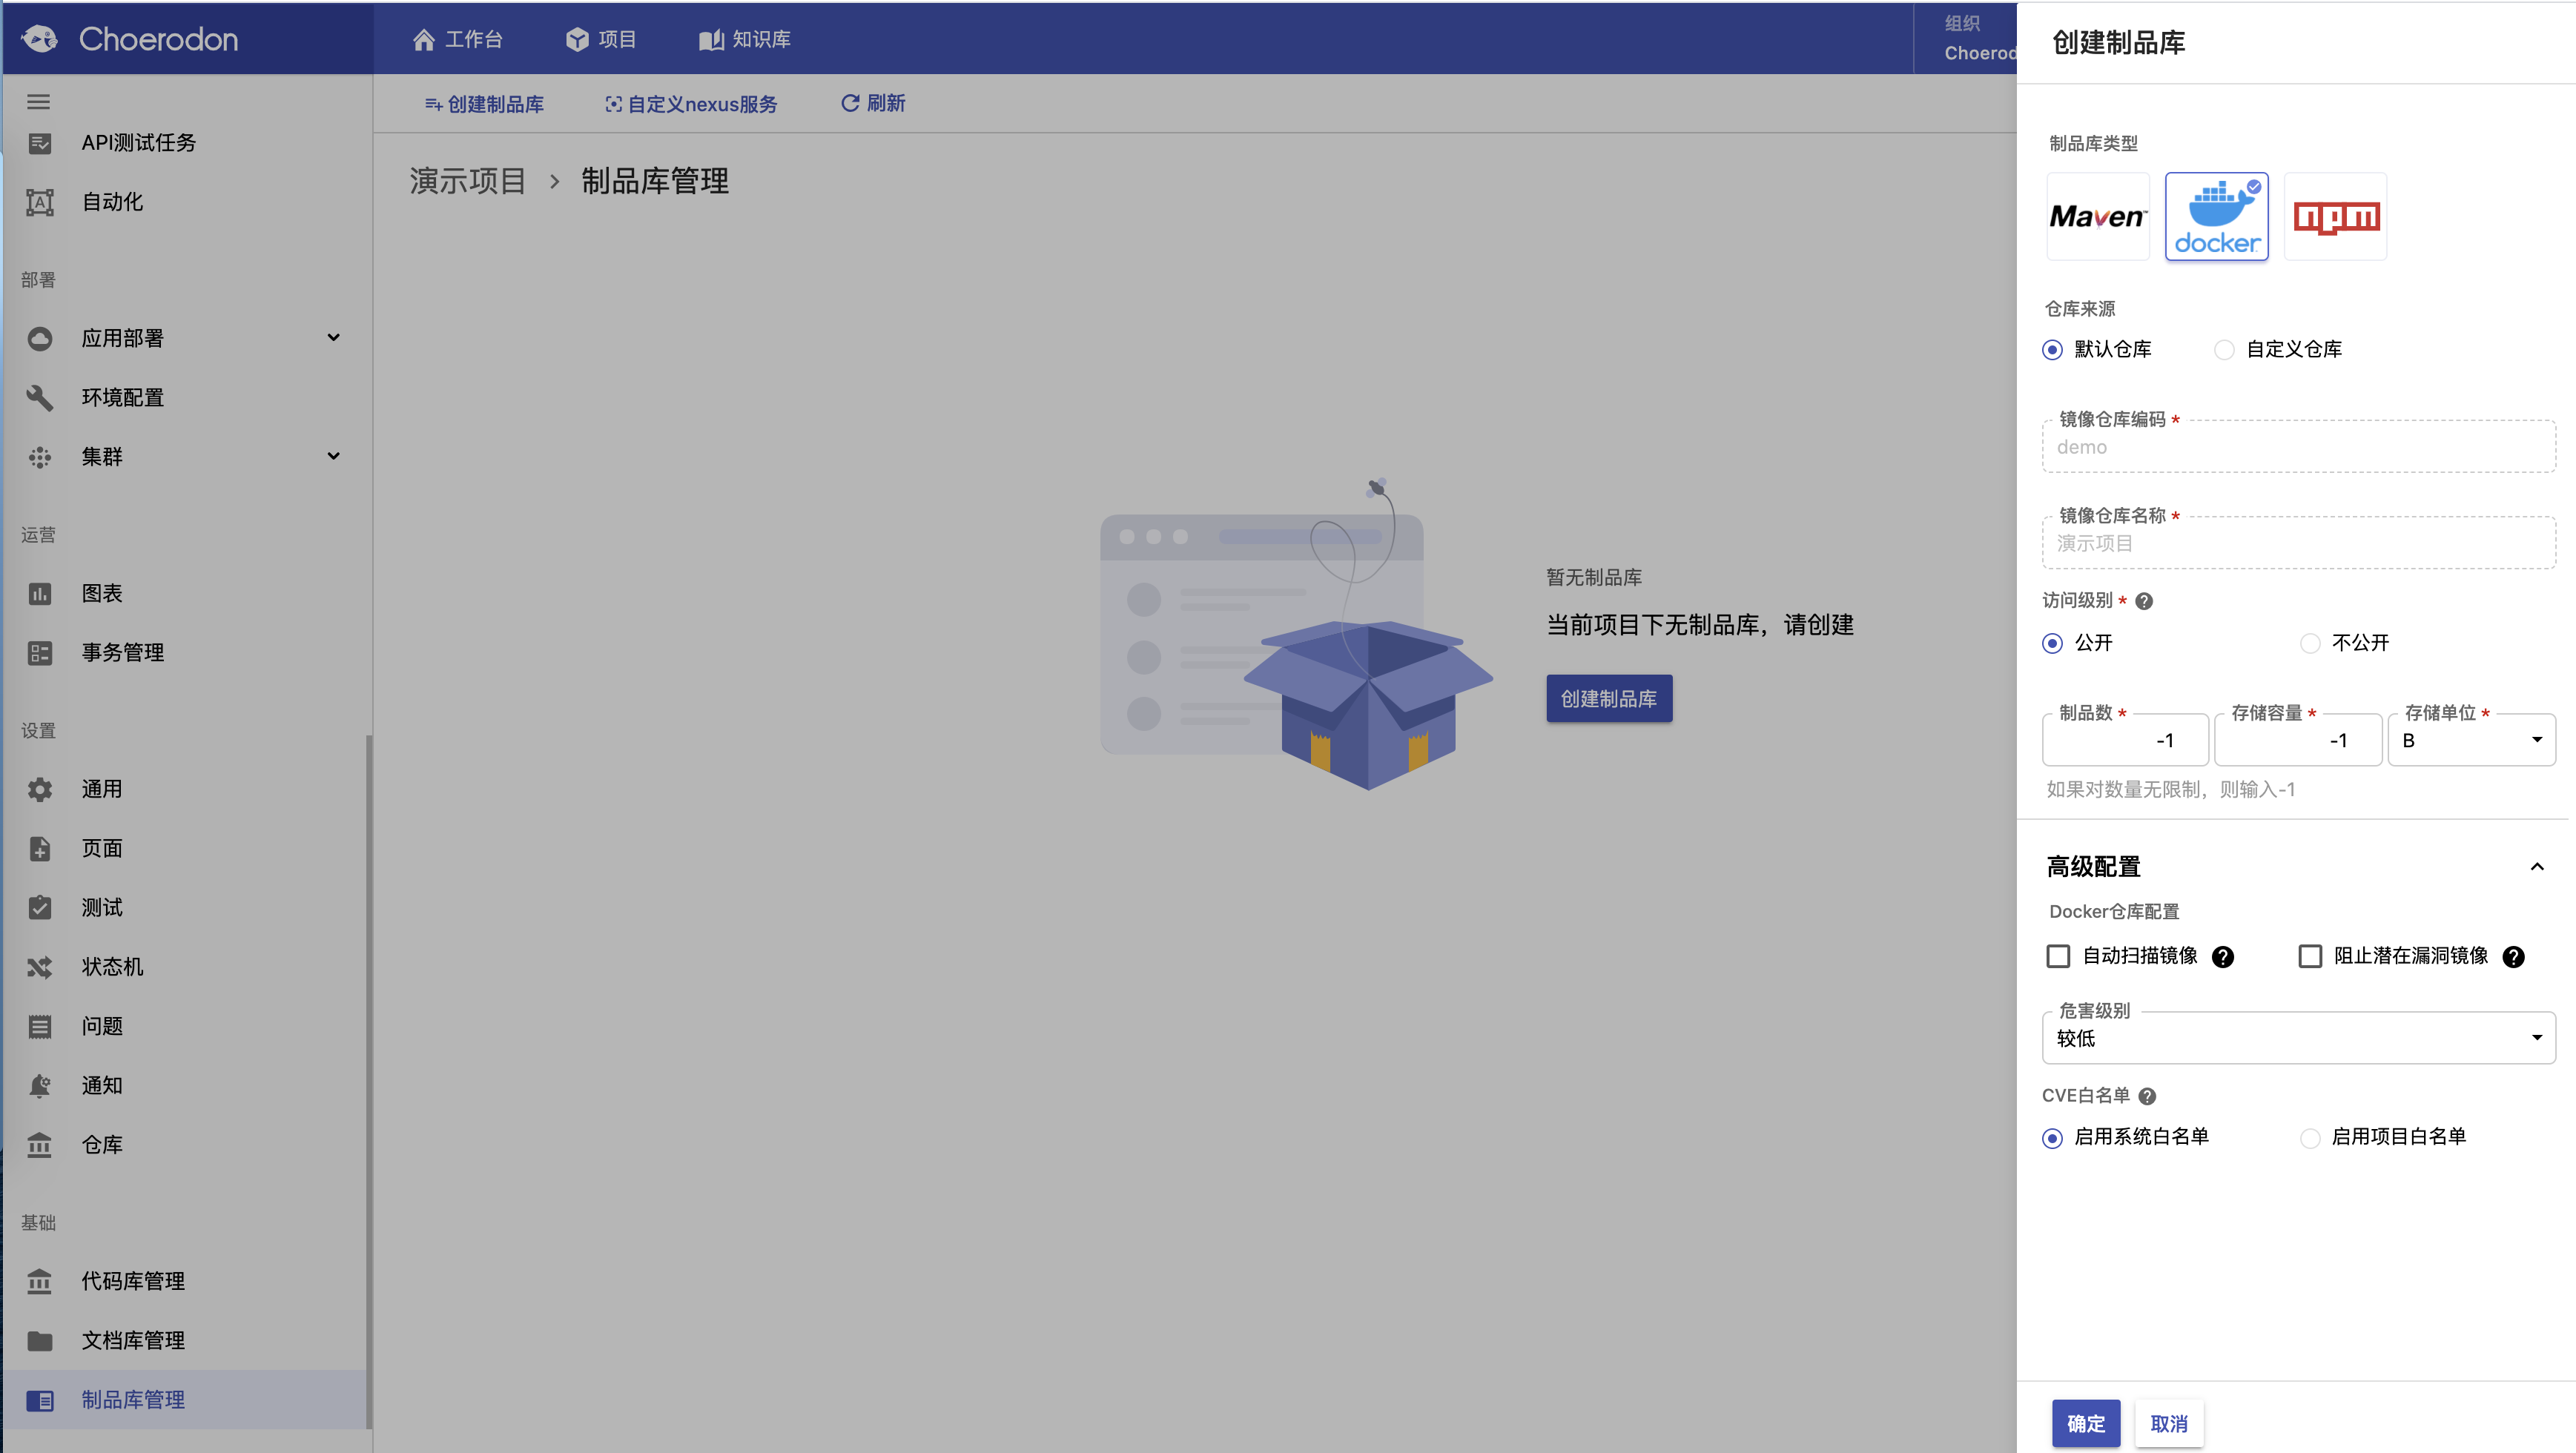 Choerodon
工作台
项目
知识库
组织
Choerod
API测试任务
自动化
部署
应用部署
环境配置
集群
运营
图表
事务管理
设置
通用
页面
测试
状态机
问题
通知
仓库
基础
代码库管理
文档库管理
制品库管理
创建制品库
自定义nexus服务
刷新
演示项目 › 制品库管理
暂无制品库
当前项目下无制品库，请创建
创建制品库
创建制品库
制品库类型
Maven™
docker
npm
仓库来源
默认仓库
自定义仓库
镜像仓库编码 *
demo
镜像仓库名称 *
演示项目
访问级别 *
公开
不公开
制品数 *
-1
存储容量 *
-1
存储单位 *
B
如果对数量无限制，则输入-1
高级配置
Docker仓库配置
自动扫描镜像
阻止潜在漏洞镜像
危害级别
较低
CVE白名单
启用系统白名单
启用项目白名单
确定
取消